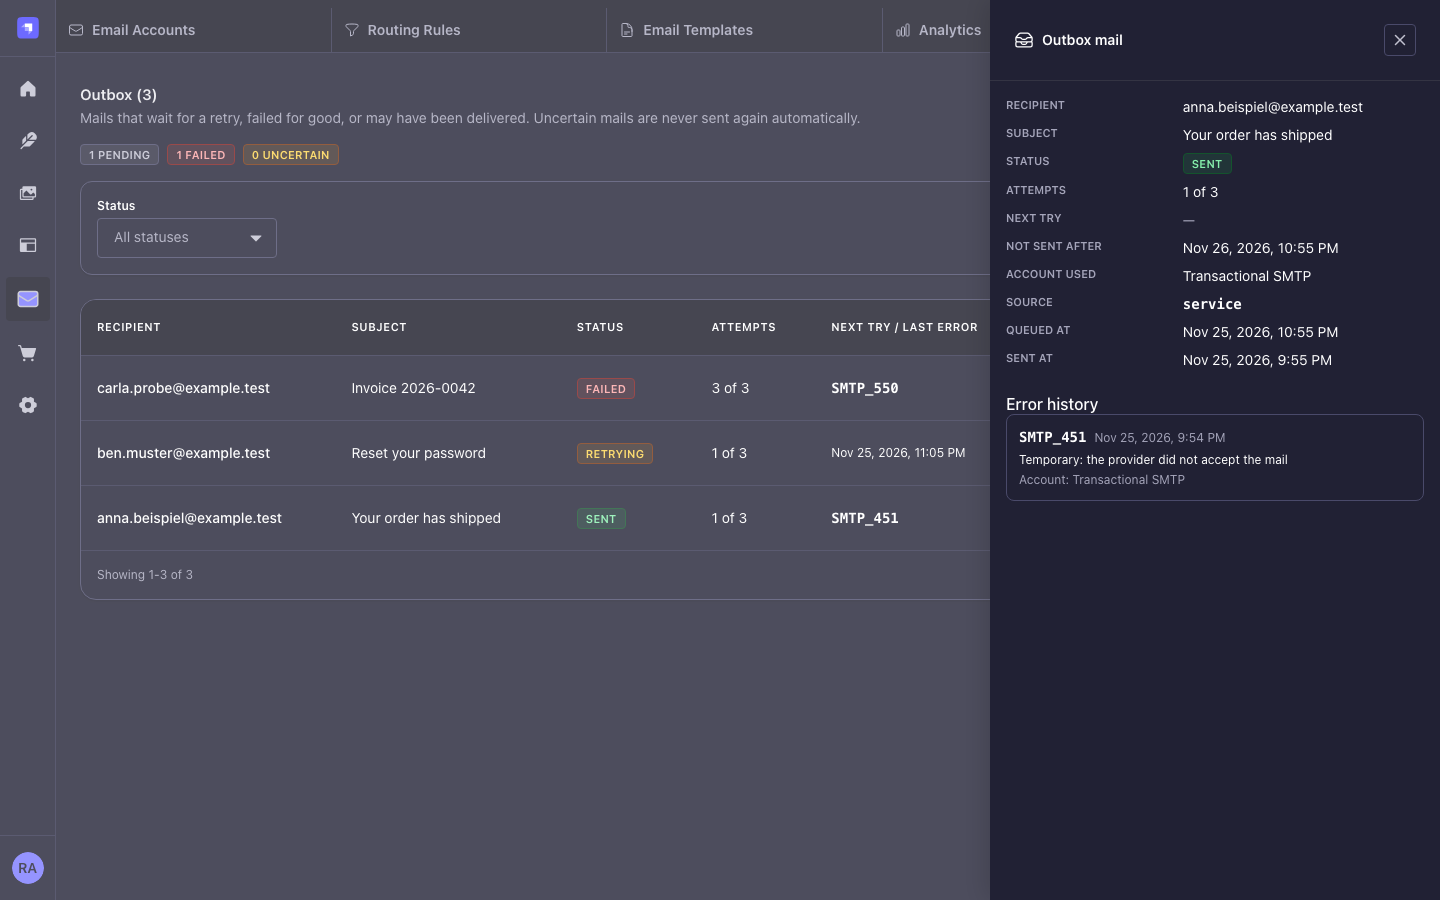 Email Accounts
Routing Rules
Email Templates
Analytics
Outbox (3)
Mails that wait for a retry, failed for good, or may have been delivered. Uncertain mails are never sent again automatically.
1 PENDING
1 FAILED
0 UNCERTAIN
Status
All statuses
RECIPIENT SUBJECT STATUS ATTEMPTS NEXT TRY / LAST ERROR
carla.probe@example.test Invoice 2026-0042 FAILED 3 of 3 SMTP_550
ben.muster@example.test Reset your password RETRYING 1 of 3 Nov 25, 2026, 11:05 PM
anna.beispiel@example.test Your order has shipped SENT 1 of 3 SMTP_451
Showing 1-3 of 3
RA
Outbox mail
RECIPIENT anna.beispiel@example.test
SUBJECT Your order has shipped
STATUS SENT
ATTEMPTS 1 of 3
NEXT TRY —
NOT SENT AFTER Nov 26, 2026, 10:55 PM
ACCOUNT USED Transactional SMTP
SOURCE service
QUEUED AT Nov 25, 2026, 10:55 PM
SENT AT Nov 25, 2026, 9:55 PM
Error history
SMTP_451 Nov 25, 2026, 9:54 PM
Temporary: the provider did not accept the mail
Account: Transactional SMTP